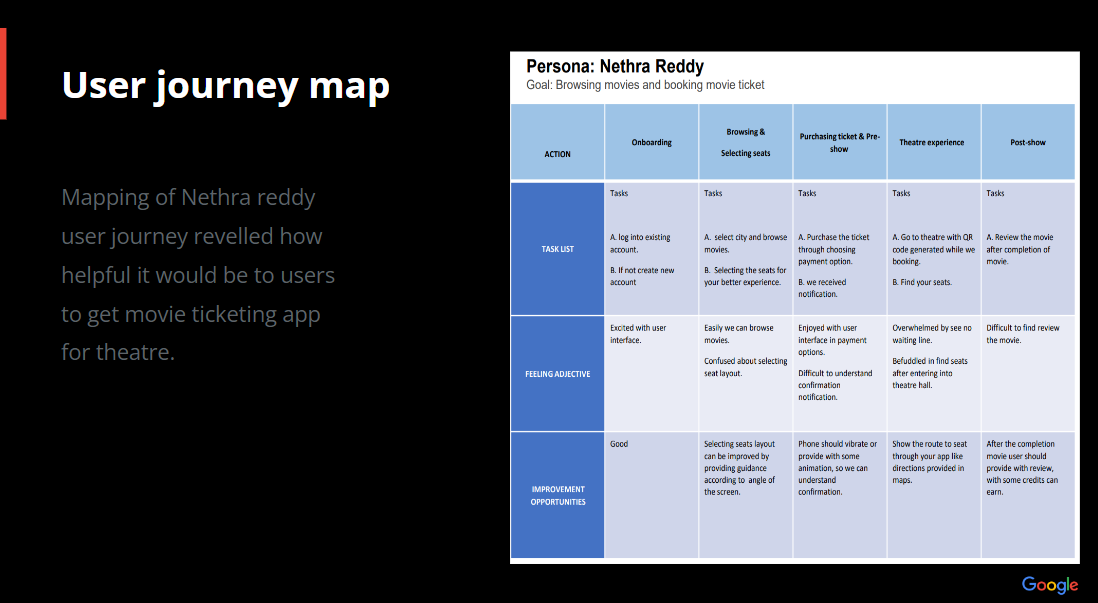 User journey map
Mapping of Nethra reddy
user journey revelled how
helpful it would be to users
to get movie ticketing app
for theatre.
Persona: Nethra Reddy
Goal: Browsing movies and booking movie ticket
ACTION
Onboarding
Browsing &
Selecting seats
Purchasing ticket & Pre-
show
Theatre experience
Post-show
TASK LIST
Tasks
A. log into existing
account.
B. If not create new
account
Tasks
A. select city and browse
movies.
B. Selecting the seats for
your better experience.
Tasks
A. Purchase the ticket
through choosing
payment option.
B. we received
notification.
Tasks
A. Go to theatre with QR
code generated while we
booking.
B. Find your seats.
Tasks
A. Review the movie
after completion of
movie.
FEELING ADJECTIVE
Excited with user
interface.
Easily we can browse
movies.
Confused about selecting
seat layout.
Enjoyed with user
interface in payment
options.
Difficult to understand
confirmation
notification.
Overwhelmed by see no
waiting line.
Befuddled in find seats
after entering into
theatre hall.
Difficult to find review
the movie.
IMPROVEMENT
OPPORTUNITIES
Good
Selecting seats layout
can be improved by
providing guidance
according to angle of
the screen.
Phone should vibrate or
provide with some
animation, so we can
understand
confirmation.
Show the route to seat
through your app like
directions provided in
maps.
After the completion
movie user should
provide with review,
with some credits can
earn.
Google